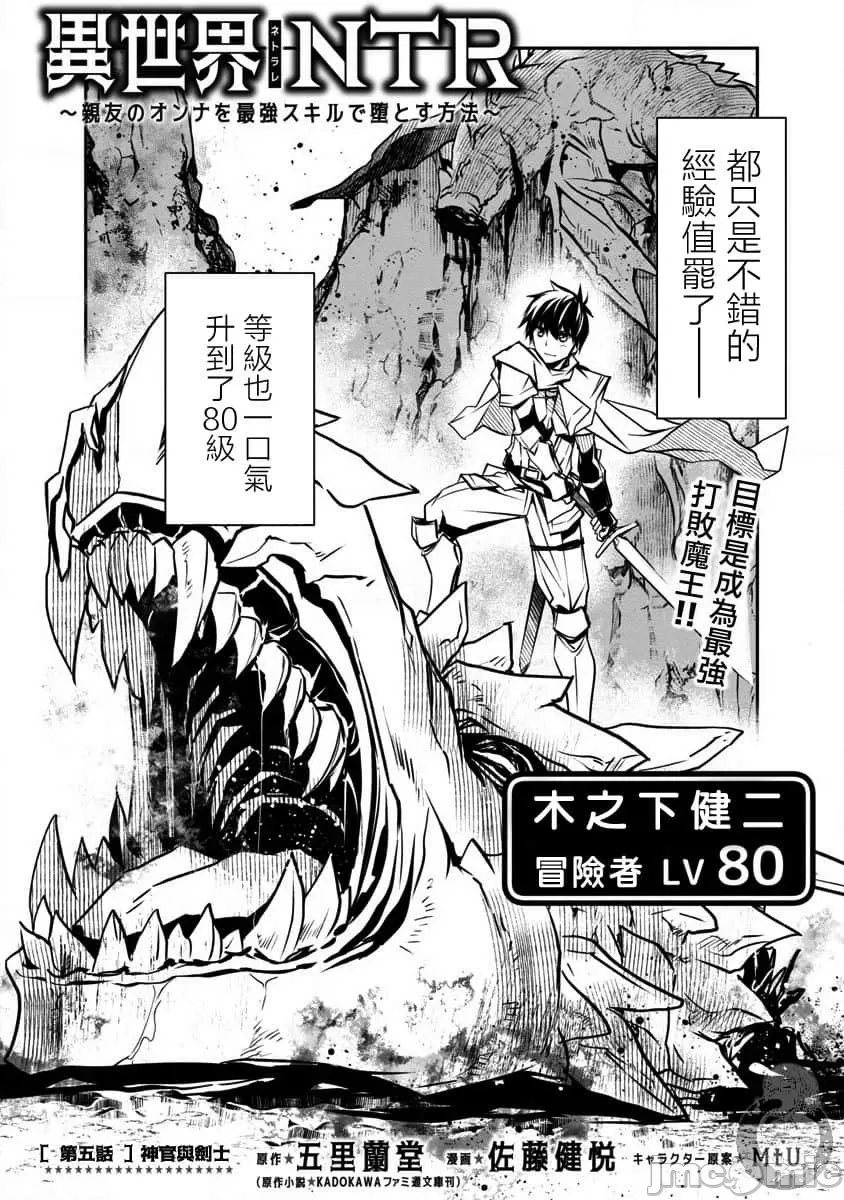 異世界NTR
ネトラレ
～親友のオンナを最強スキルで堕とす方法～
都只是不錯的
經驗值罷了——
等級也一口氣
升到了80級
目標是成為最強
打敗魔王!!
木之下健二
冒險者 LV 80
[ 第五話 ] 神官與劍士
原作★五里蘭堂 漫画★佐藤健悦 キャラクター原案★MtU
(原作小説★KADOKAWAファミ通文庫刊)
jmcomic